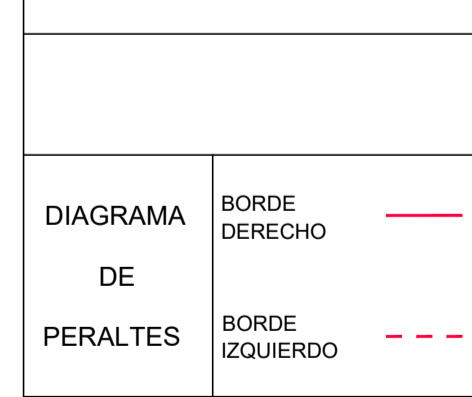 DIAGRAMA
DE
PERALTES
BORDE
DERECHO
BORDE
IZQUIERDO